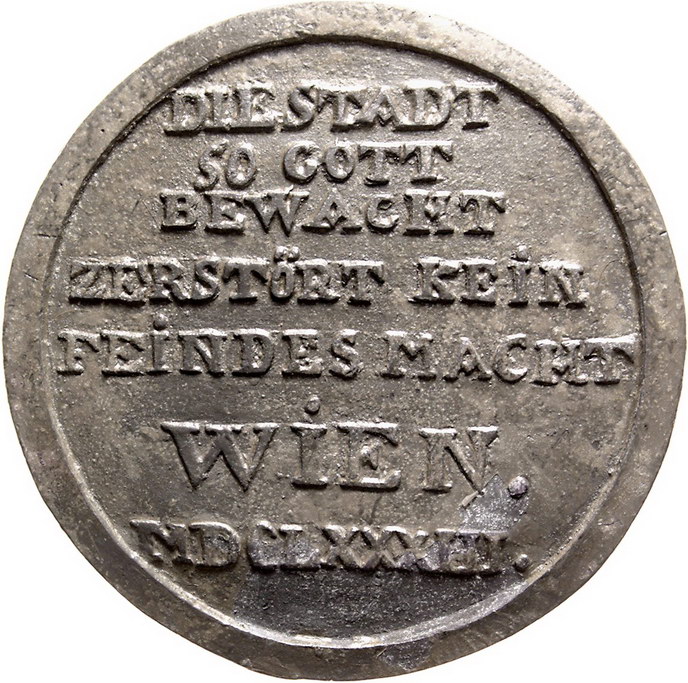 DIE STADT
SO GOTT
BEWACHT
ZERSTÖRT KEiN
FEiNDES MACHT
WiEN.
MDCLXXXIII.